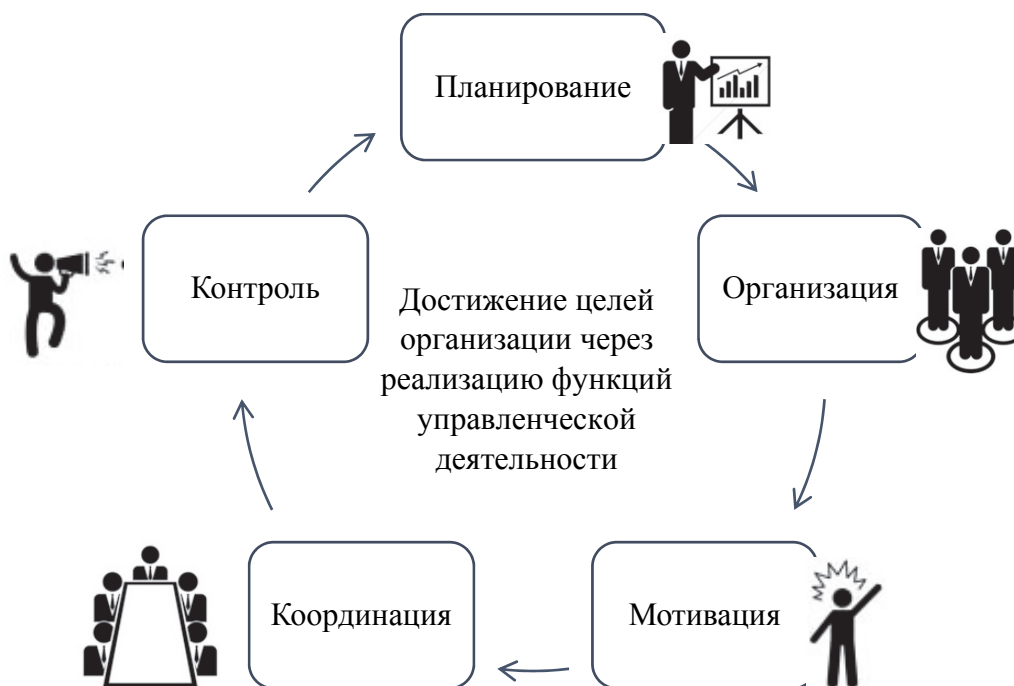 Планирование
Организация
Мотивация
Координация
Контроль
Достижение целей
организации через
реализацию функций
управленческой
деятельности